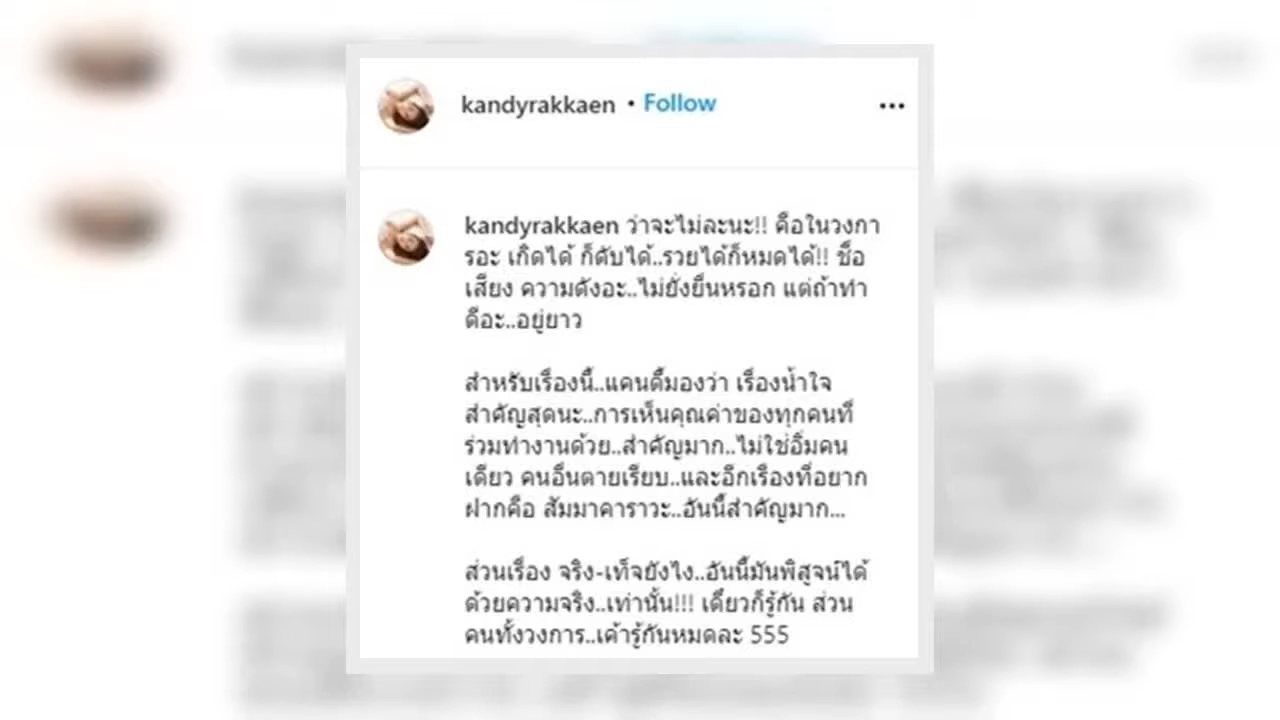 kandyrakkaen • Follow
kandyrakkaen ว่าจะไม่ละนะ!! คือในวงกา
รอะ เกิดได้ ก็ดับได้..รวยได้ก็หมดได้!! ชื่อ
เสียง ความดังอะ..ไม่ยั่งยืนหรอก แต่ถ้าทำ
ดีอะ..อยู่ยาว
สำหรับเรื่องนี้..แคนดี้มองว่า เรื่องน้ำใจ
สำคัญสุดนะ..การเห็นคุณค่าของทุกคนที่
ร่วมทำงานด้วย..สำคัญมาก..ไม่ใช่อิ่มคน
เดียว คนอื่นตายเรียบ..และอีกเรื่องที่อยาก
ฝากคือ สัมมาคาราวะ..อันนี้สำคัญมาก...
ส่วนเรื่อง จริง-เท็จยังไง..อันนี้มันพิสูจน์ได้
ด้วยความจริง..เท่านั้น!!! เดี๋ยวก็รู้กัน ส่วน
คนทั้งวงการ..เค้ารู้กันหมดละ 555